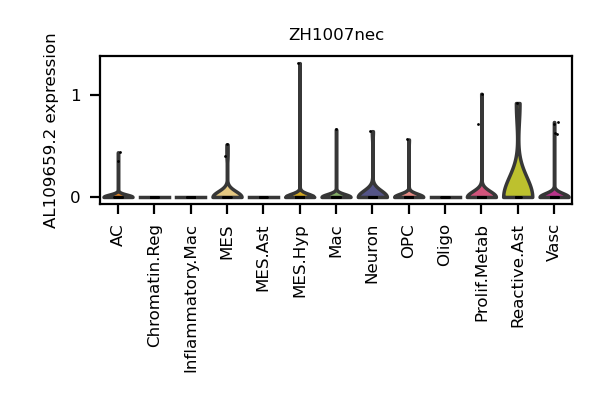 ZH1007nec
AL109659.2 expression
1
0
AC
Chromatin.Reg
Inflammatory.Mac
MES
MES.Ast
MES.Hyp
Mac
Neuron
OPC
Oligo
Prolif.Metab
Reactive.Ast
Vasc